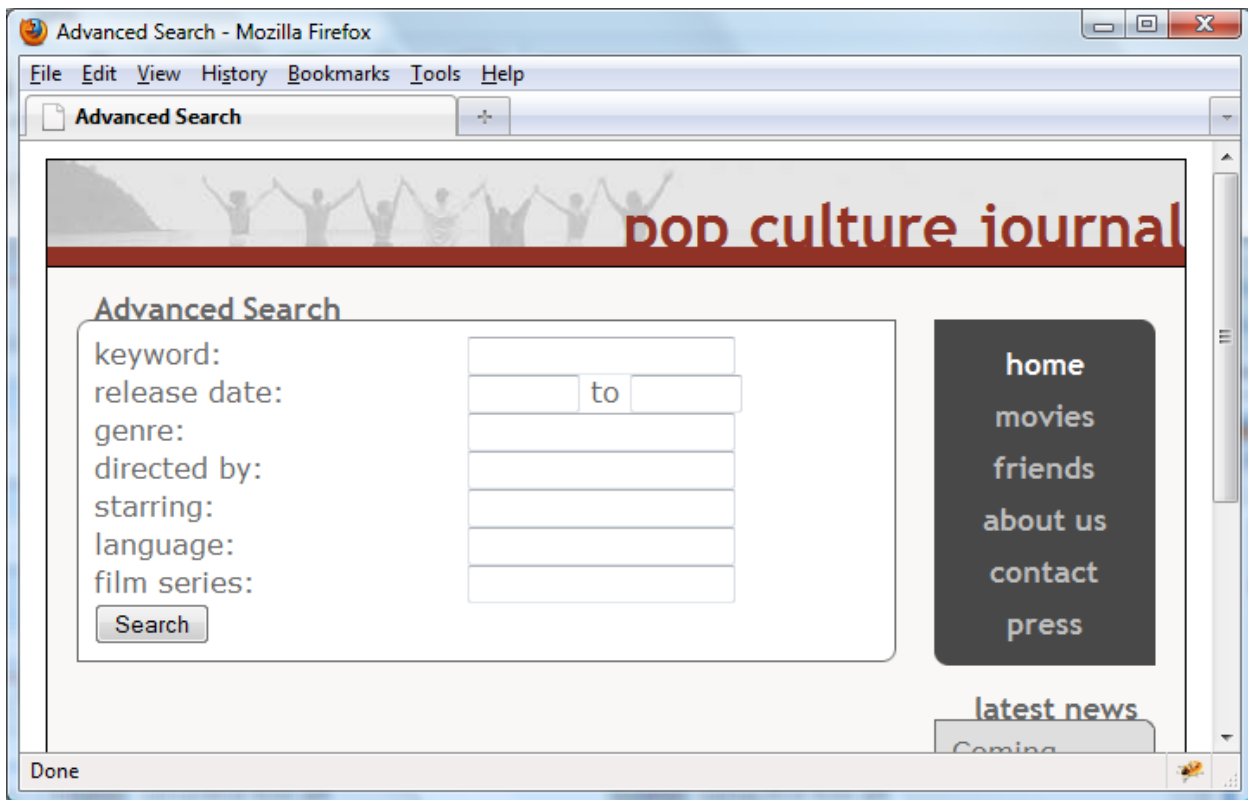 Advanced Search - Mozilla Firefox
File Edit View History Bookmarks Tools Help
Advanced Search
pop culture journal
Advanced Search
keyword:
release date: to
genre:
directed by:
starring:
language:
film series:
Search
home
movies
friends
about us
contact
press
latest news
Coming
Done